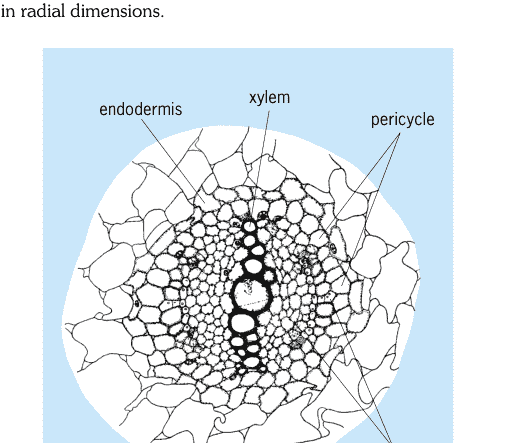 in radial dimensions.
xylem
endodermis
pericycle